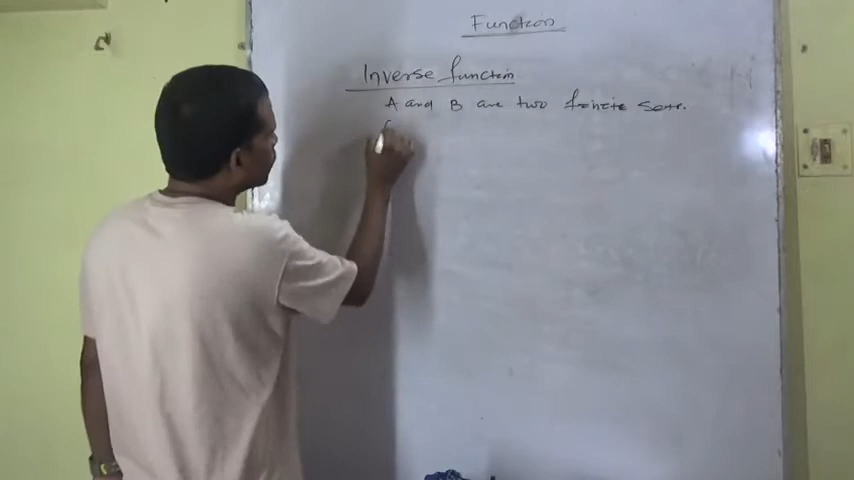 Function
Inverse function
A and B are two finite sets.